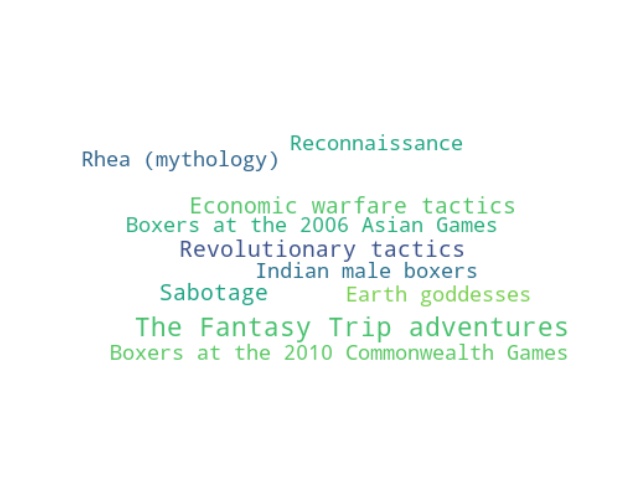 Reconnaissance
Rhea (mythology)
Economic warfare tactics
Boxers at the 2006 Asian Games
Revolutionary tactics
Indian male boxers
Sabotage
Earth goddesses
The Fantasy Trip adventures
Boxers at the 2010 Commonwealth Games